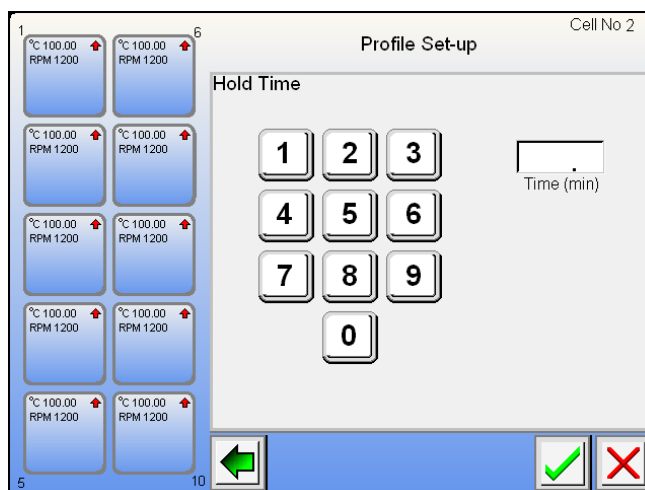 1
6
°C 100.00
RPM 1200
°C 100.00
RPM 1200
°C 100.00
RPM 1200
°C 100.00
RPM 1200
°C 100.00
RPM 1200
°C 100.00
RPM 1200
°C 100.00
RPM 1200
°C 100.00
RPM 1200
°C 100.00
RPM 1200
°C 100.00
RPM 1200
5
10
Cell No 2
Profile Set-up
Hold Time
1 2 3
4 5 6
7 8 9
0
.
Time (min)